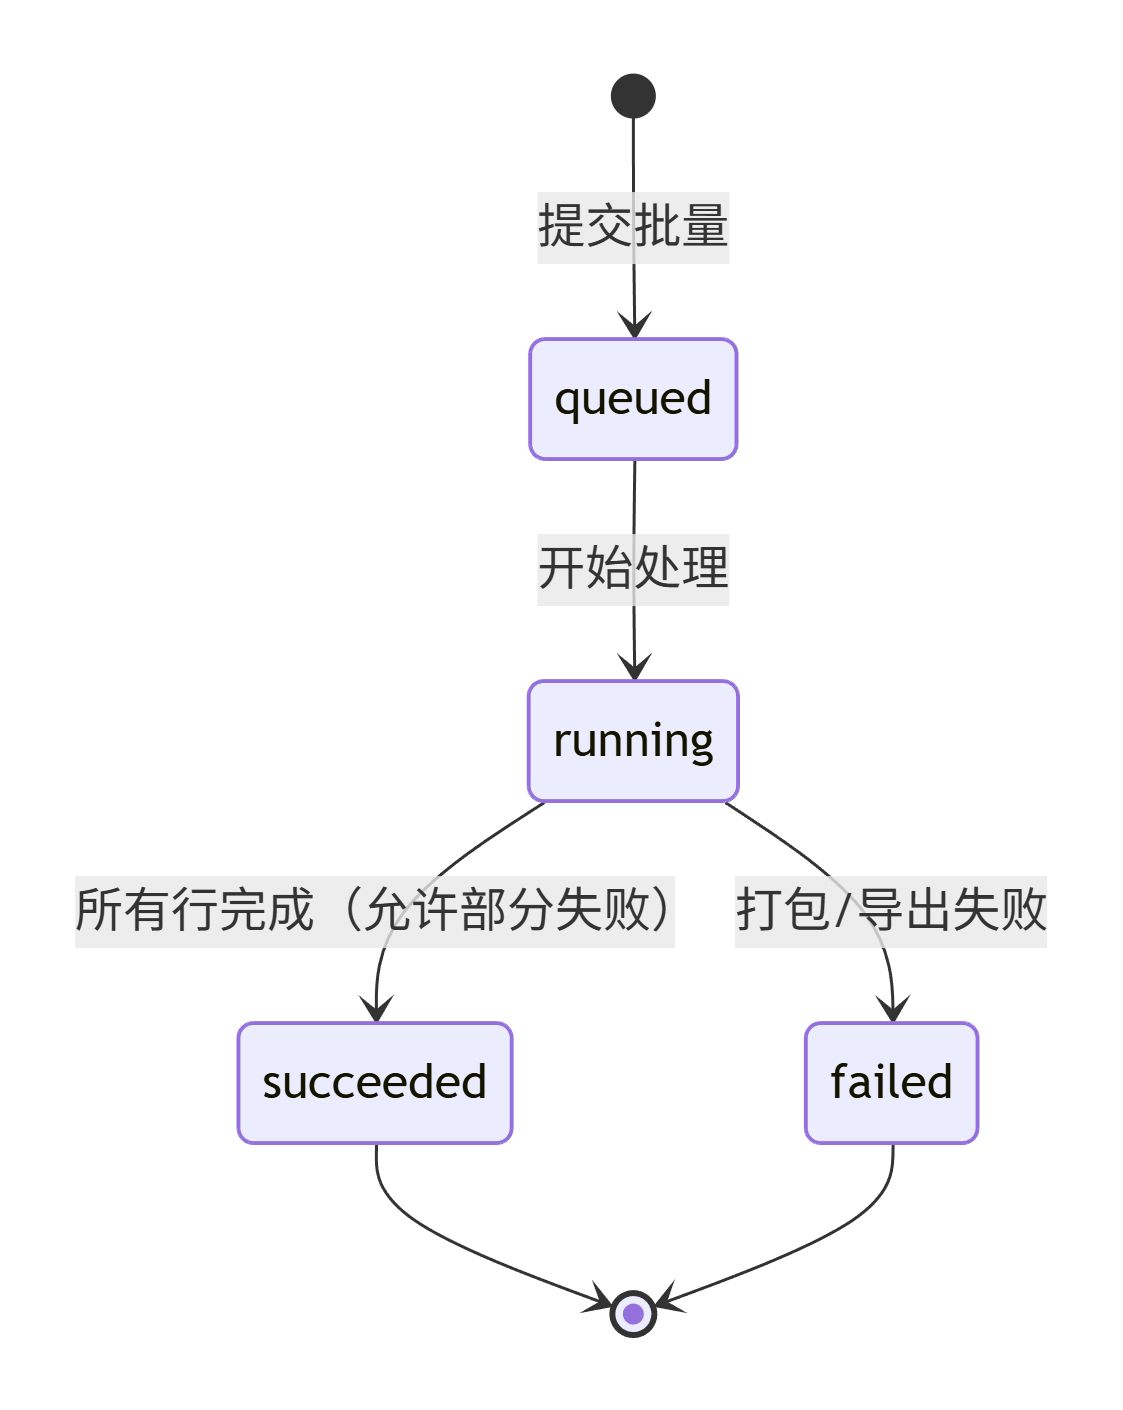 提交批量
queued
开始处理
running
所有行完成（允许部分失败）
打包/导出失败
succeeded
failed